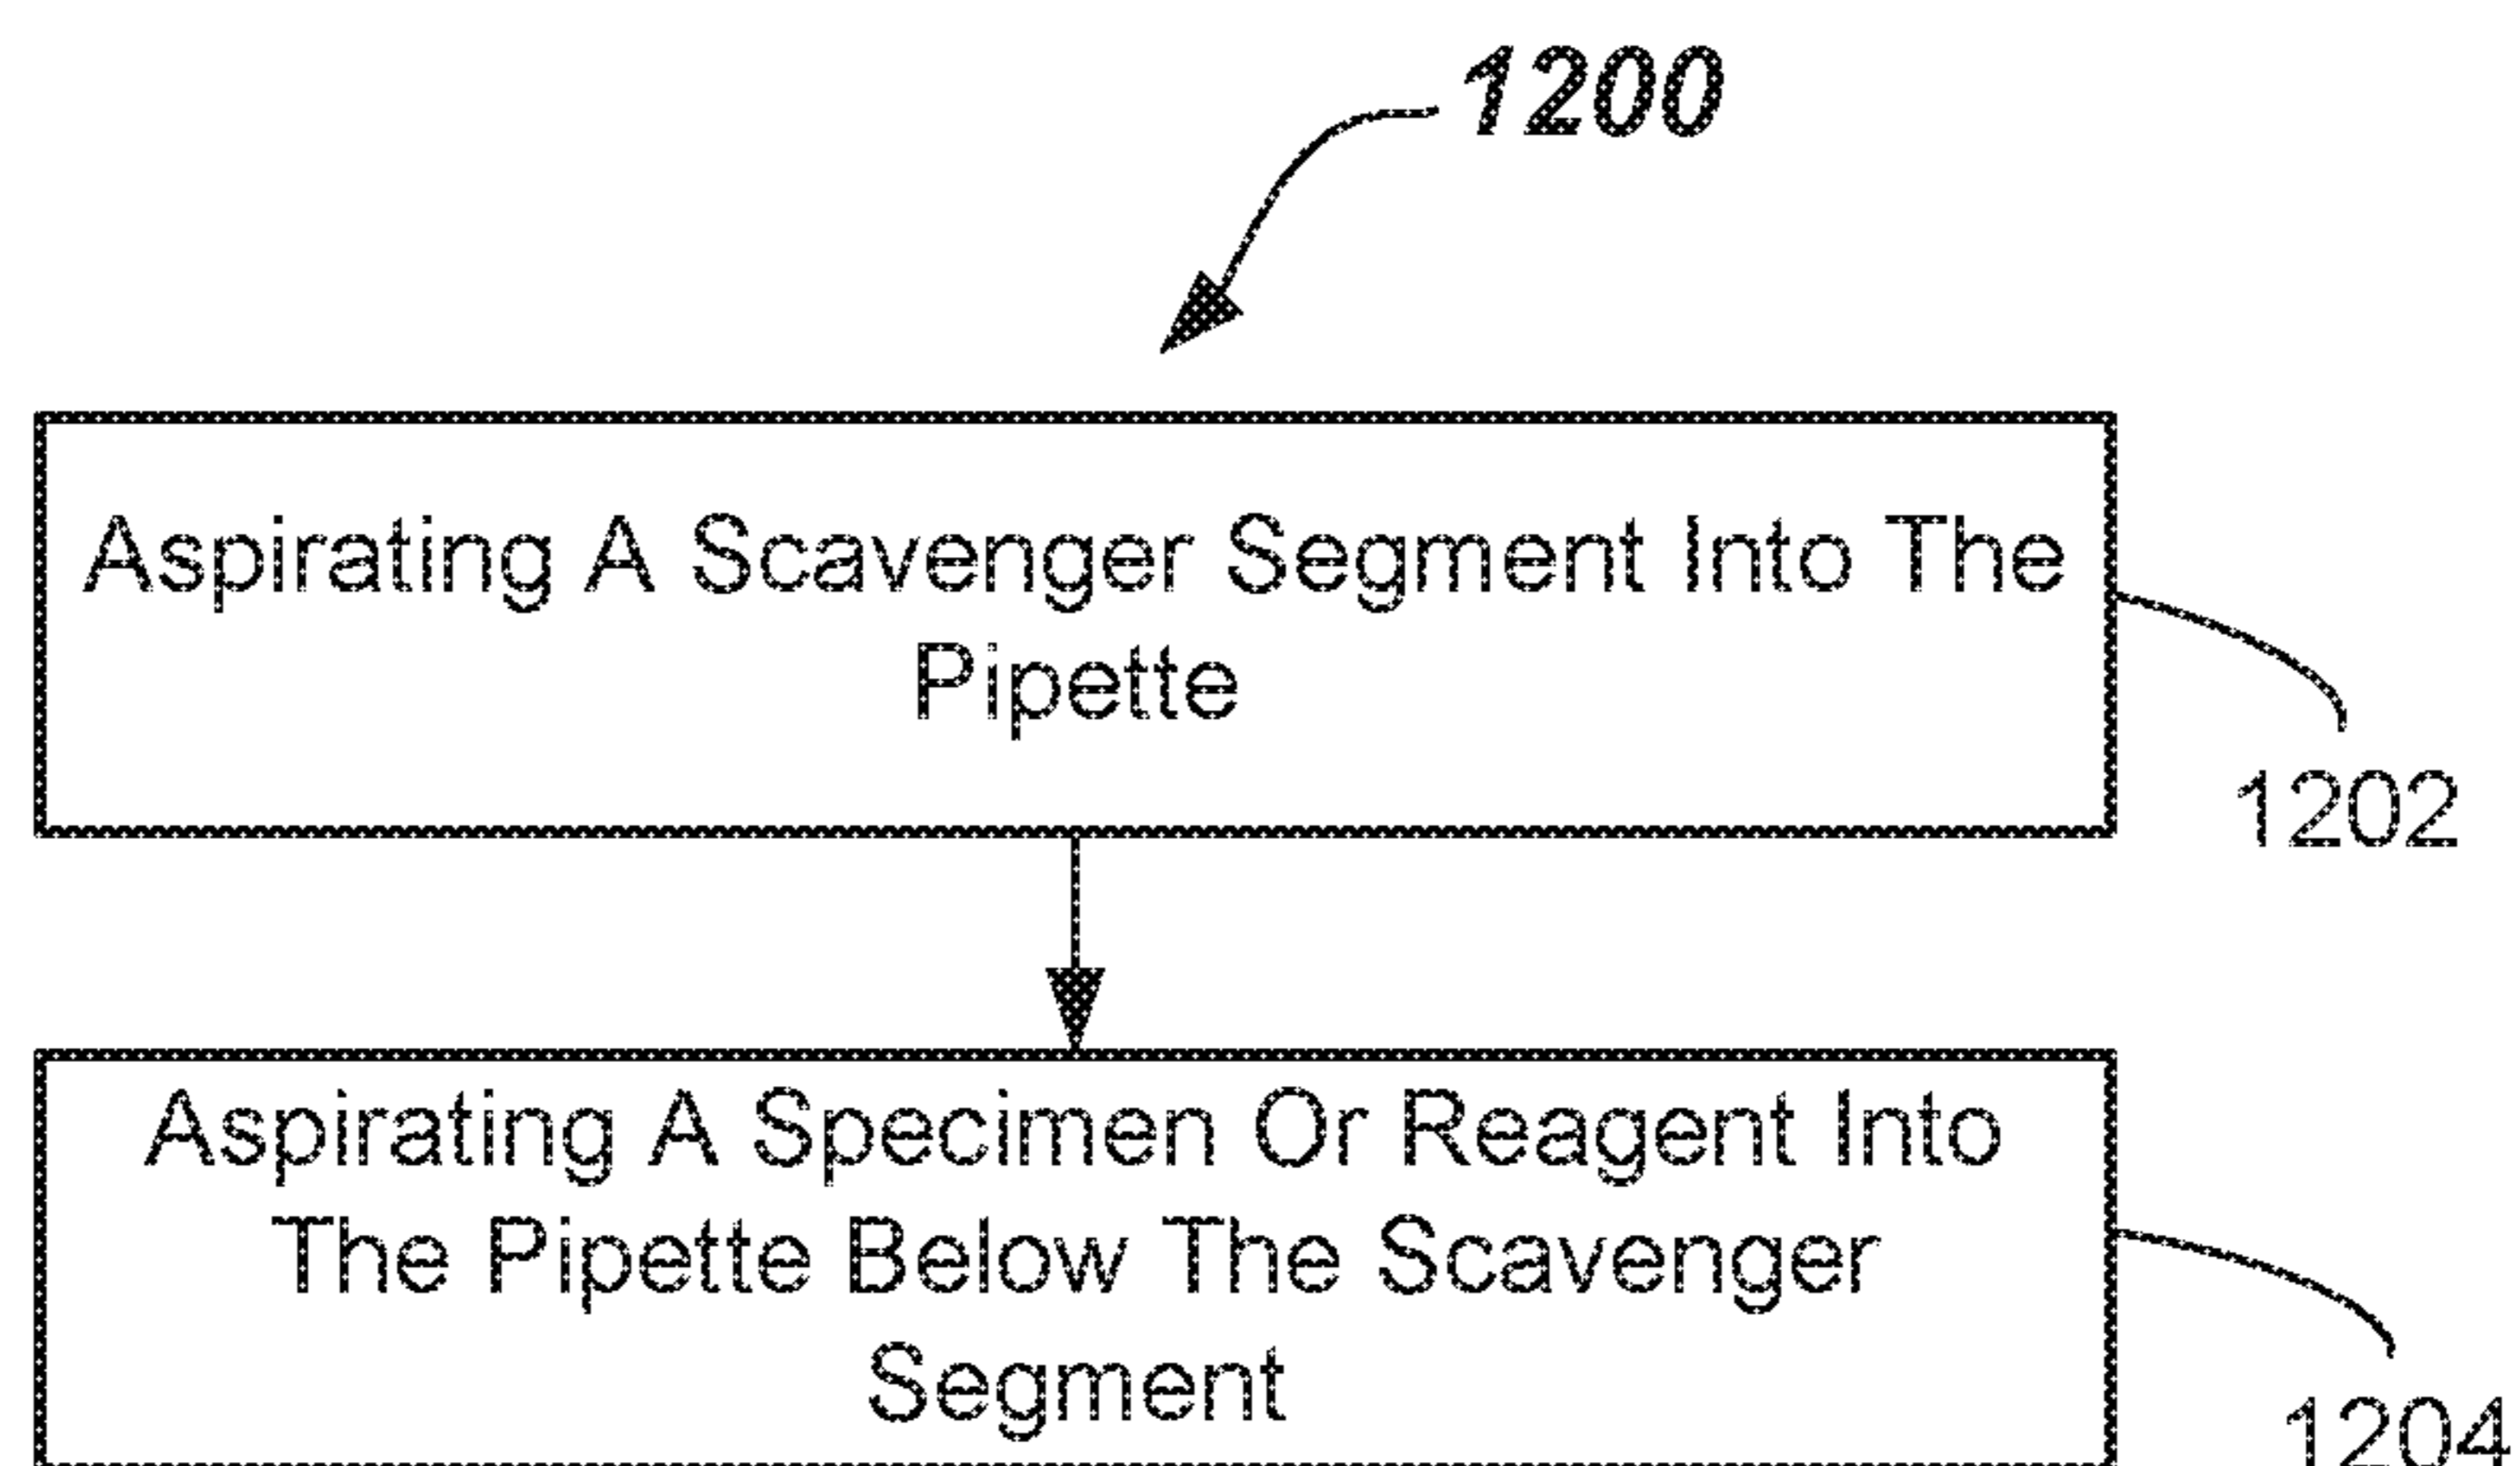 1200
Aspirating A Scavenger Segment Into The
Pipette
1202
Aspirating A Specimen Or Reagent Into
The Pipette Below The Scavenger
Segment
1204